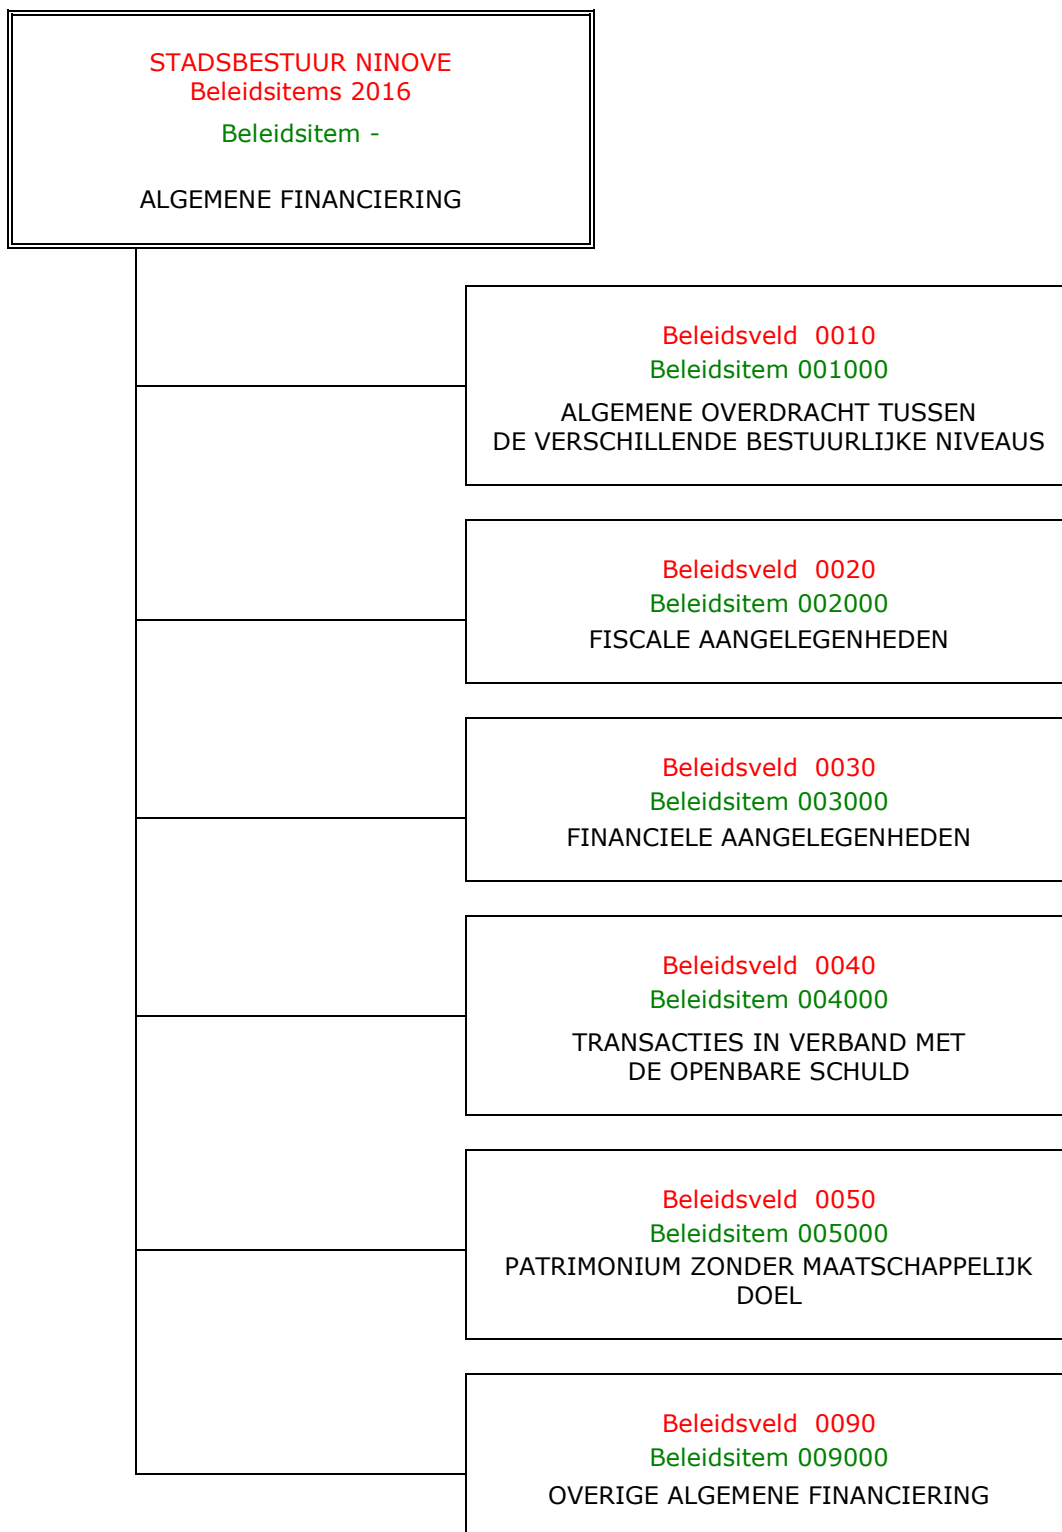 STADSBESTUUR NINOVE
Beleidsitems 2016
Beleidsitem -
ALGEMENE FINANCIERING
Beleidsveld 0010
Beleidsitem 001000
ALGEMENE OVERDRACHT TUSSEN
DE VERSCHILLENDE BESTUURLIJKE NIVEAUS
Beleidsveld 0020
Beleidsitem 002000
FISCALE AANGELEGENHEDEN
Beleidsveld 0030
Beleidsitem 003000
FINANCIELE AANGELEGENHEDEN
Beleidsveld 0040
Beleidsitem 004000
TRANSACTIES IN VERBAND MET
DE OPENBARE SCHULD
Beleidsveld 0050
Beleidsitem 005000
PATRIMONIUM ZONDER MAATSCHAPPELIJK
DOEL
Beleidsveld 0090
Beleidsitem 009000
OVERIGE ALGEMENE FINANCIERING